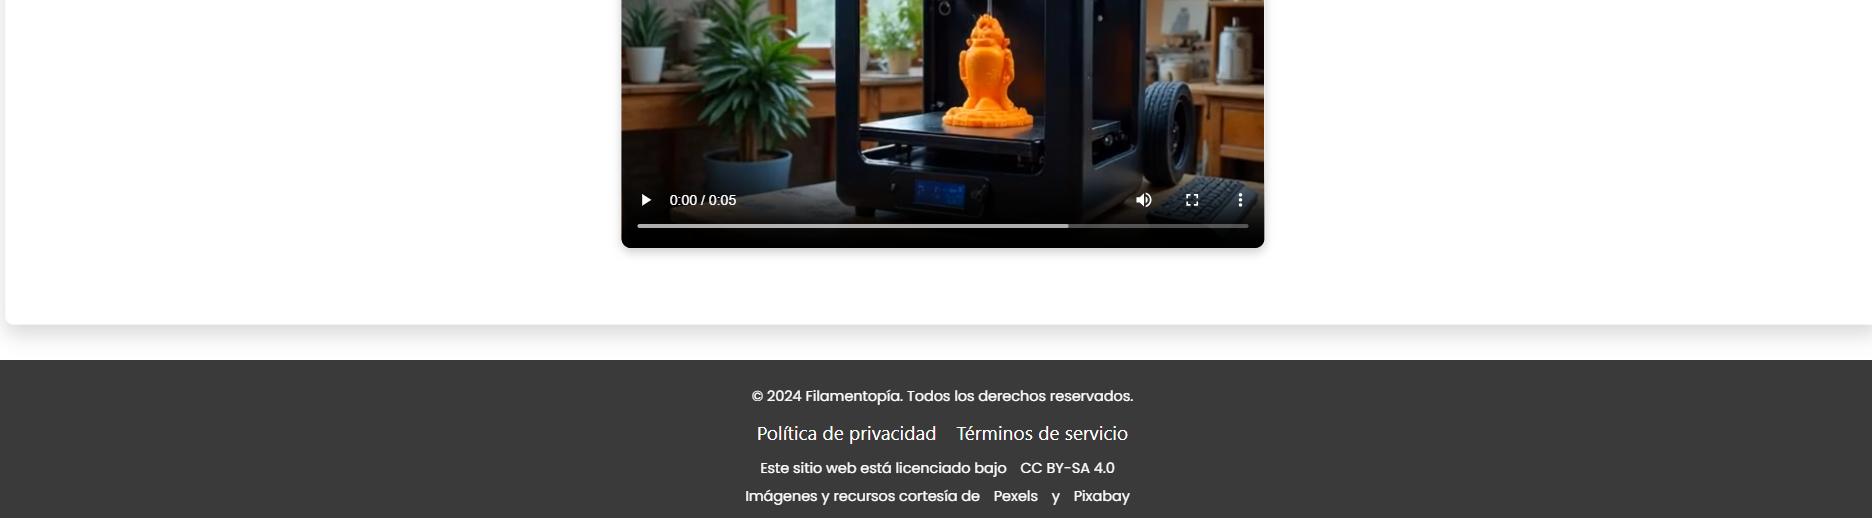 0:00 / 0:05
© 2024 Filamentopía. Todos los derechos reservados.
Política de privacidad Términos de servicio
Este sitio web está licenciado bajo CC BY-SA 4.0
Imágenes y recursos cortesía de Pexels y Pixabay